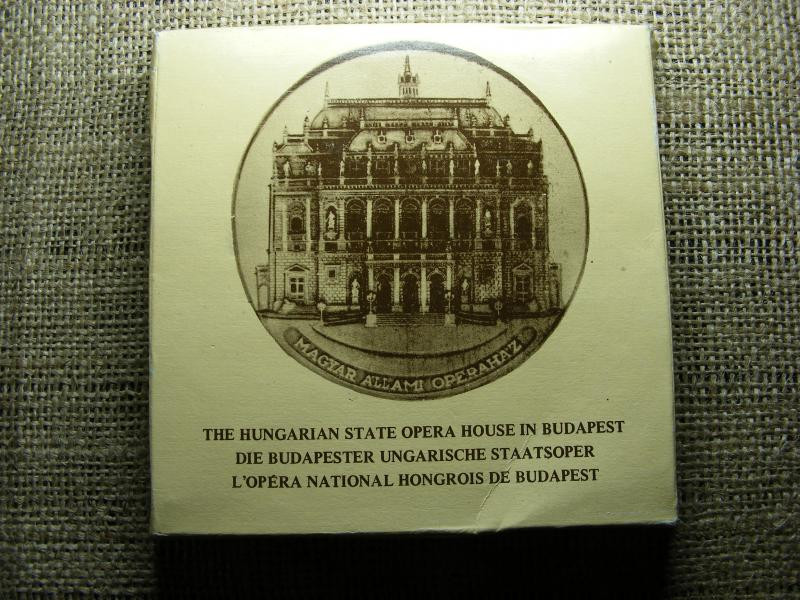 MAGYAR ÁLLAMI OPERAHÁZ
THE HUNGARIAN STATE OPERA HOUSE IN BUDAPEST
DIE BUDAPESTER UNGARISCHE STAATSOPER
L'OPÉRA NATIONAL HONGROIS DE BUDAPEST